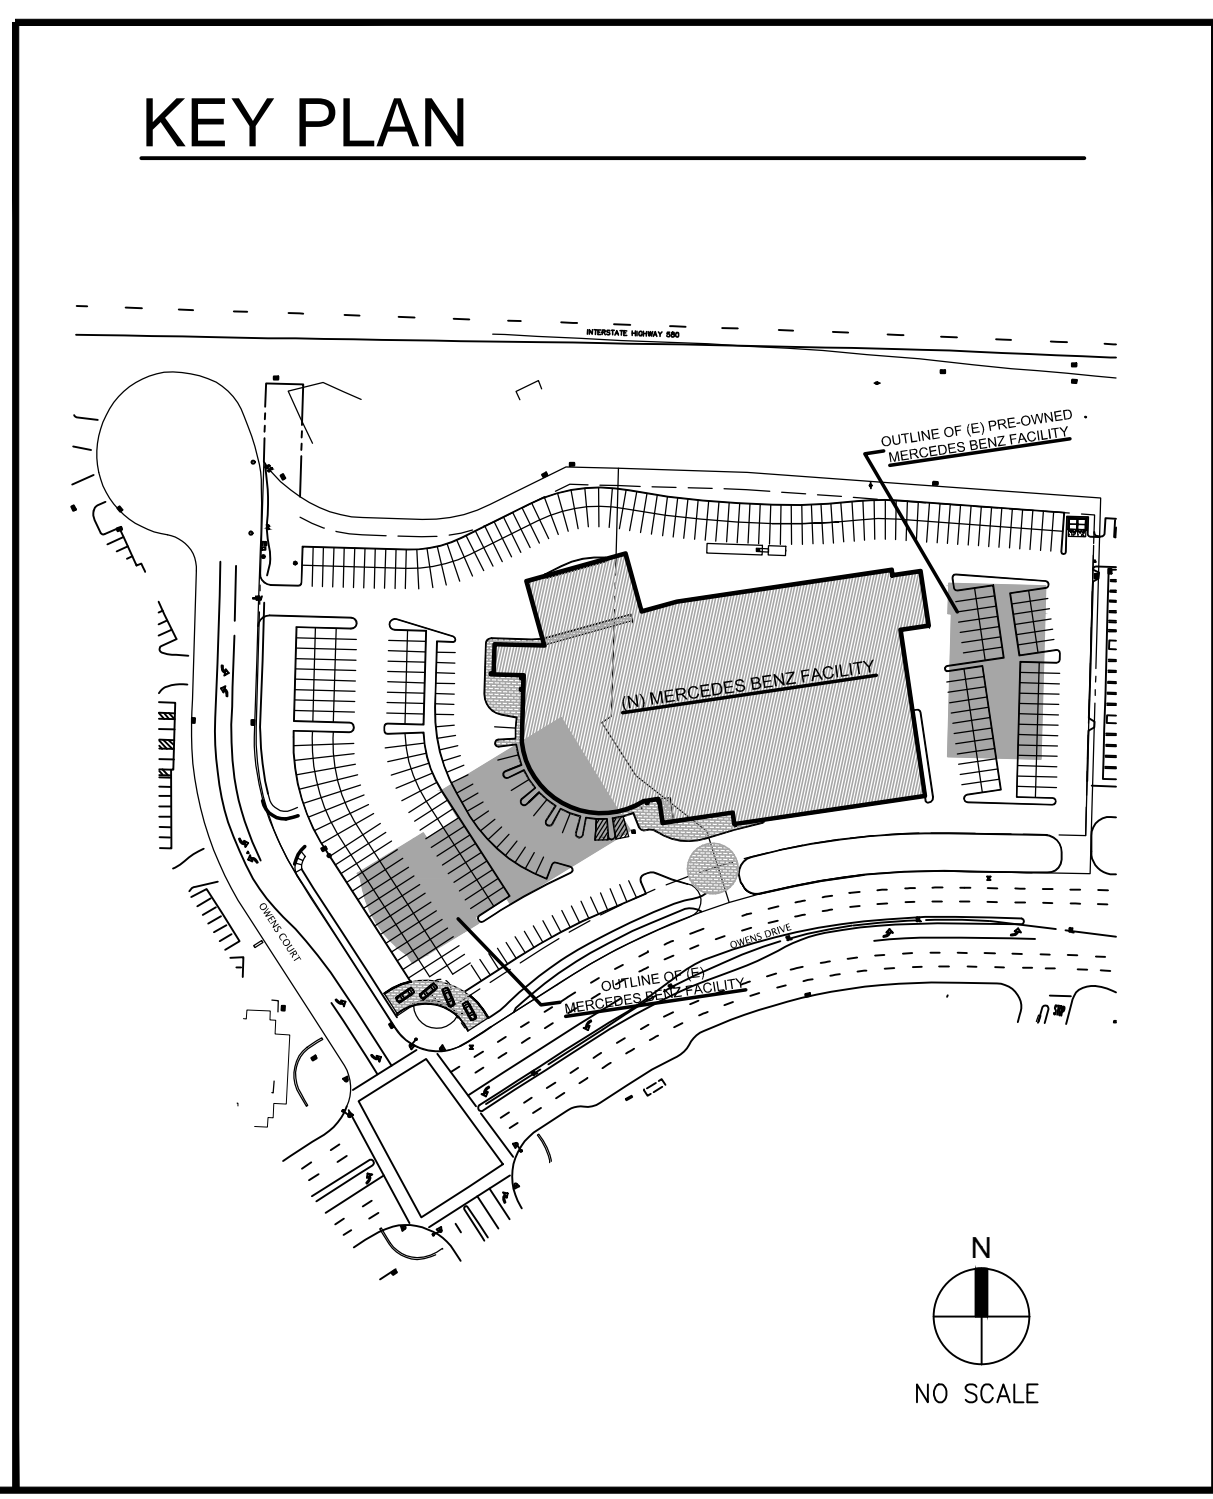 KEY PLAN
INTERSTATE HIGHWAY 580
OUTLINE OF (E) PRE-OWNED
MERCEDES BENZ FACILITY
(N) MERCEDES BENZ FACILITY
OWENS COURT
OWENS DRIVE
OUTLINE OF (E)
MERCEDES BENZ FACILITY
N
NO SCALE